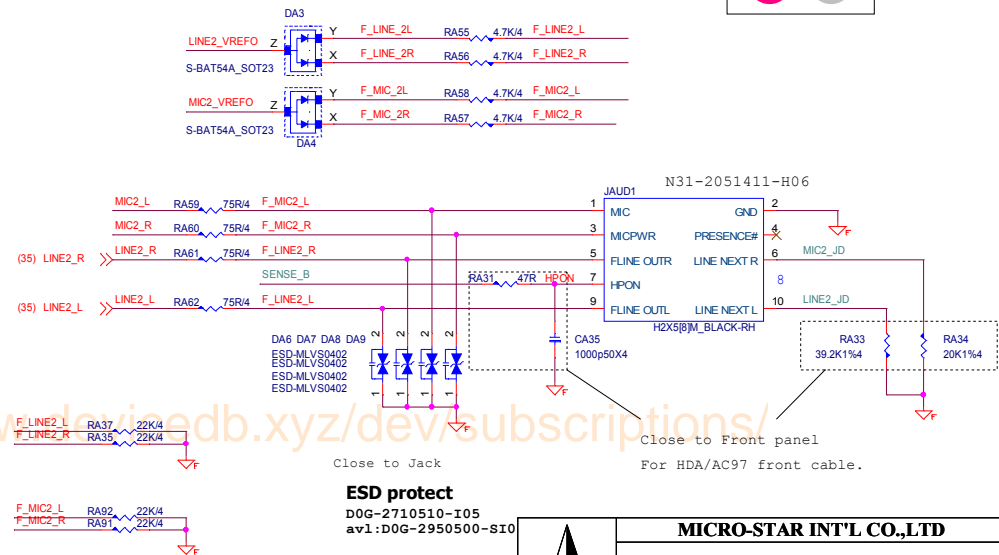 DA3
LINE2_VREFO Z Y F_LINE_2L RA55 4.7K/4 F_LINE2_L
X F_LINE_2R RA56 4.7K/4 F_LINE2_R
S-BAT54A_SOT23
MIC2_VREFO Z Y F_MIC_2L RA58 4.7K/4 F_MIC2_L
X F_MIC_2R RA57 4.7K/4 F_MIC2_R
S-BAT54A_SOT23
DA4
N31-2051411-H06
JAUD1
MIC2_L RA59 75R/4 F_MIC2_L 1 MIC GND 2
MIC2_R RA60 75R/4 F_MIC2_R 3 MICPWR PRESENCE# 4
MIC2_JD
(35) LINE2_R LINE2_R RA61 75R/4 F_LINE2_R 5 FLINE OUTR LINE NEXT R 6
SENSE_B RA31 47R HPON 7 HPON 8
LINE2_JD
(35) LINE2_L LINE2_L RA62 75R/4 F_LINE2_L 9 FLINE OUTL LINE NEXT L 10
H2X5[8]M_BLACK-RH
2 2 2 2
DA6 DA7 DA8 DA9
ESD-MLVS0402
ESD-MLVS0402
ESD-MLVS0402
ESD-MLVS0402
1 1 1 1
CA35
1000p50X4
RA33
39.2K1%4
RA34
20K1%4
F
F
F
F
w.devicedb.xyz/dev/subscriptions/
F_LINE2_L RA37 22K/4
F_LINE2_R RA35 22K/4
F
Close to Front panel
For HDA/AC97 front cable.
Close to Jack
ESD protect
D0G-2710510-I05
avl:D0G-2950500-SI0
F_MIC2_L RA92 22K/4
F_MIC2_R RA91 22K/4
F
MICRO-STAR INT'L CO.,LTD